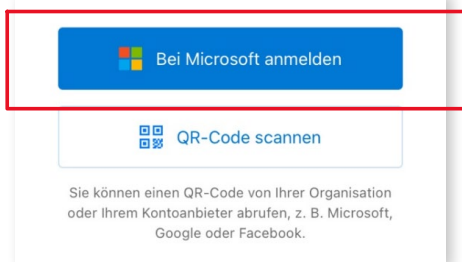 Bei Microsoft anmelden
QR-Code scannen
Sie können einen QR-Code von Ihrer Organisation
oder Ihrem Kontoanbieter abrufen, z. B. Microsoft,
Google oder Facebook.